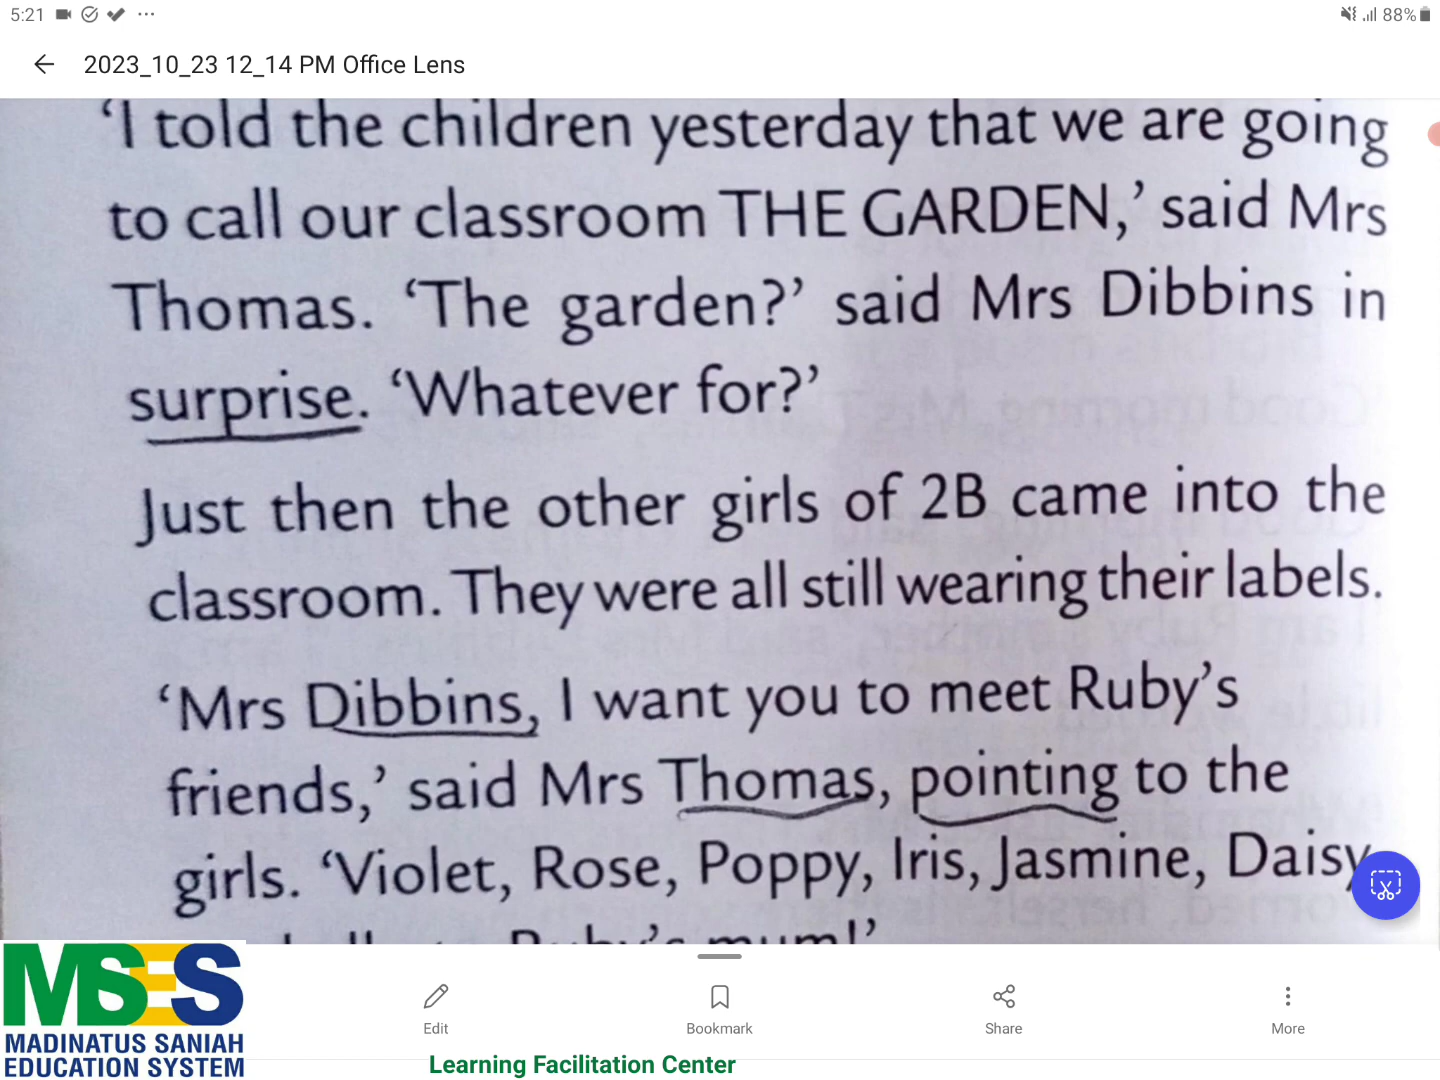 5:21 ... 88%
2023_10_23 12_14 PM Office Lens
‘I told the children yesterday that we are going
to call our classroom THE GARDEN,’ said Mrs
Thomas. ‘The garden?’ said Mrs Dibbins in
surprise. ‘Whatever for?’
Just then the other girls of 2B came into the
classroom. They were all still wearing their labels.
‘Mrs Dibbins, I want you to meet Ruby’s
friends,’ said Mrs Thomas, pointing to the
girls. ‘Violet, Rose, Poppy, Iris, Jasmine, Daisy
Ruby’s mum!’
MSES
MADINATUS SANIAH
EDUCATION SYSTEM
Edit Bookmark Share More
Learning Facilitation Center